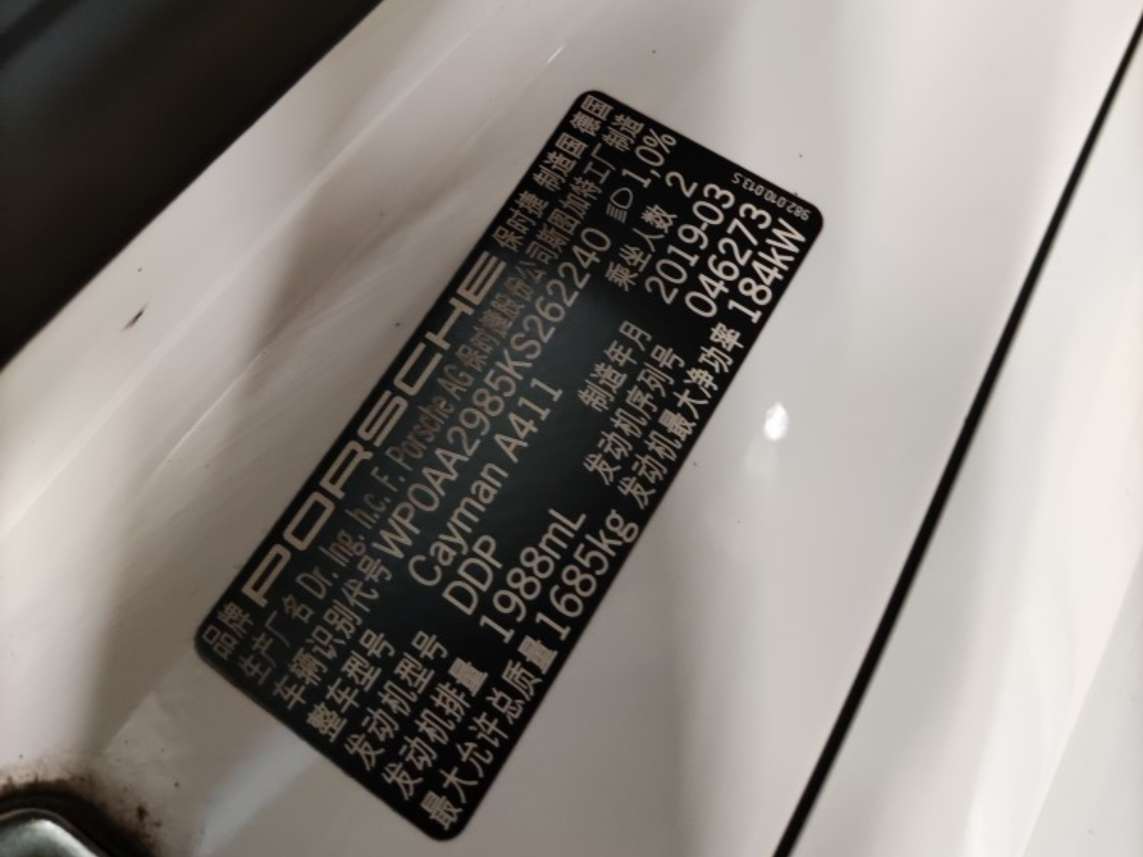 品牌 PORSCHE 保时捷 制造国 德国
生产厂名 Dr. Ing. h.c. F. Porsche AG 保时捷股份公司斯图加特工厂制造
车辆识别代号 WP0AA2985KS262240 1,0%
整车型号 Cayman A411 乘坐人数 2
发动机型号 DDP 制造年月 2019-03
发动机排量 1988mL 发动机序列号 046273
最大允许总质量 1685kg 发动机最大净功率 184kW
982.010.013.S